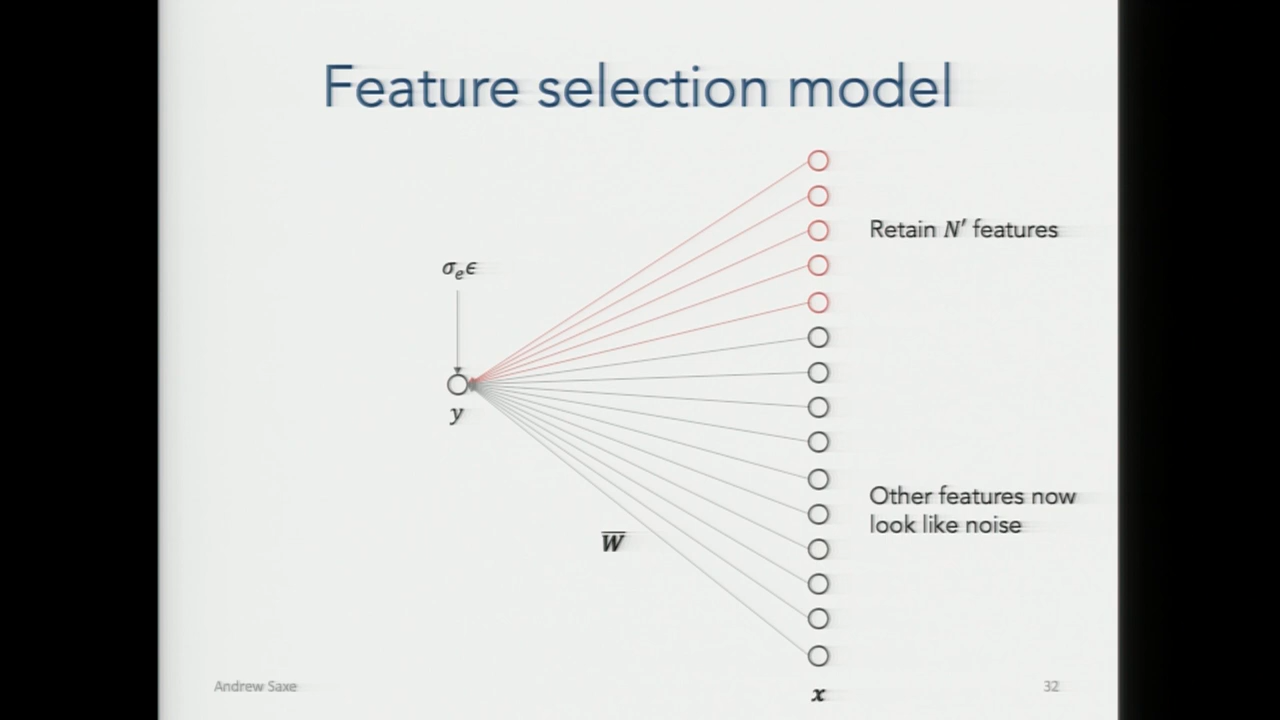 Feature selection model
Retain N′ features
σₑϵ
y
Other features now
look like noise
W̅
Andrew Saxe
32
x